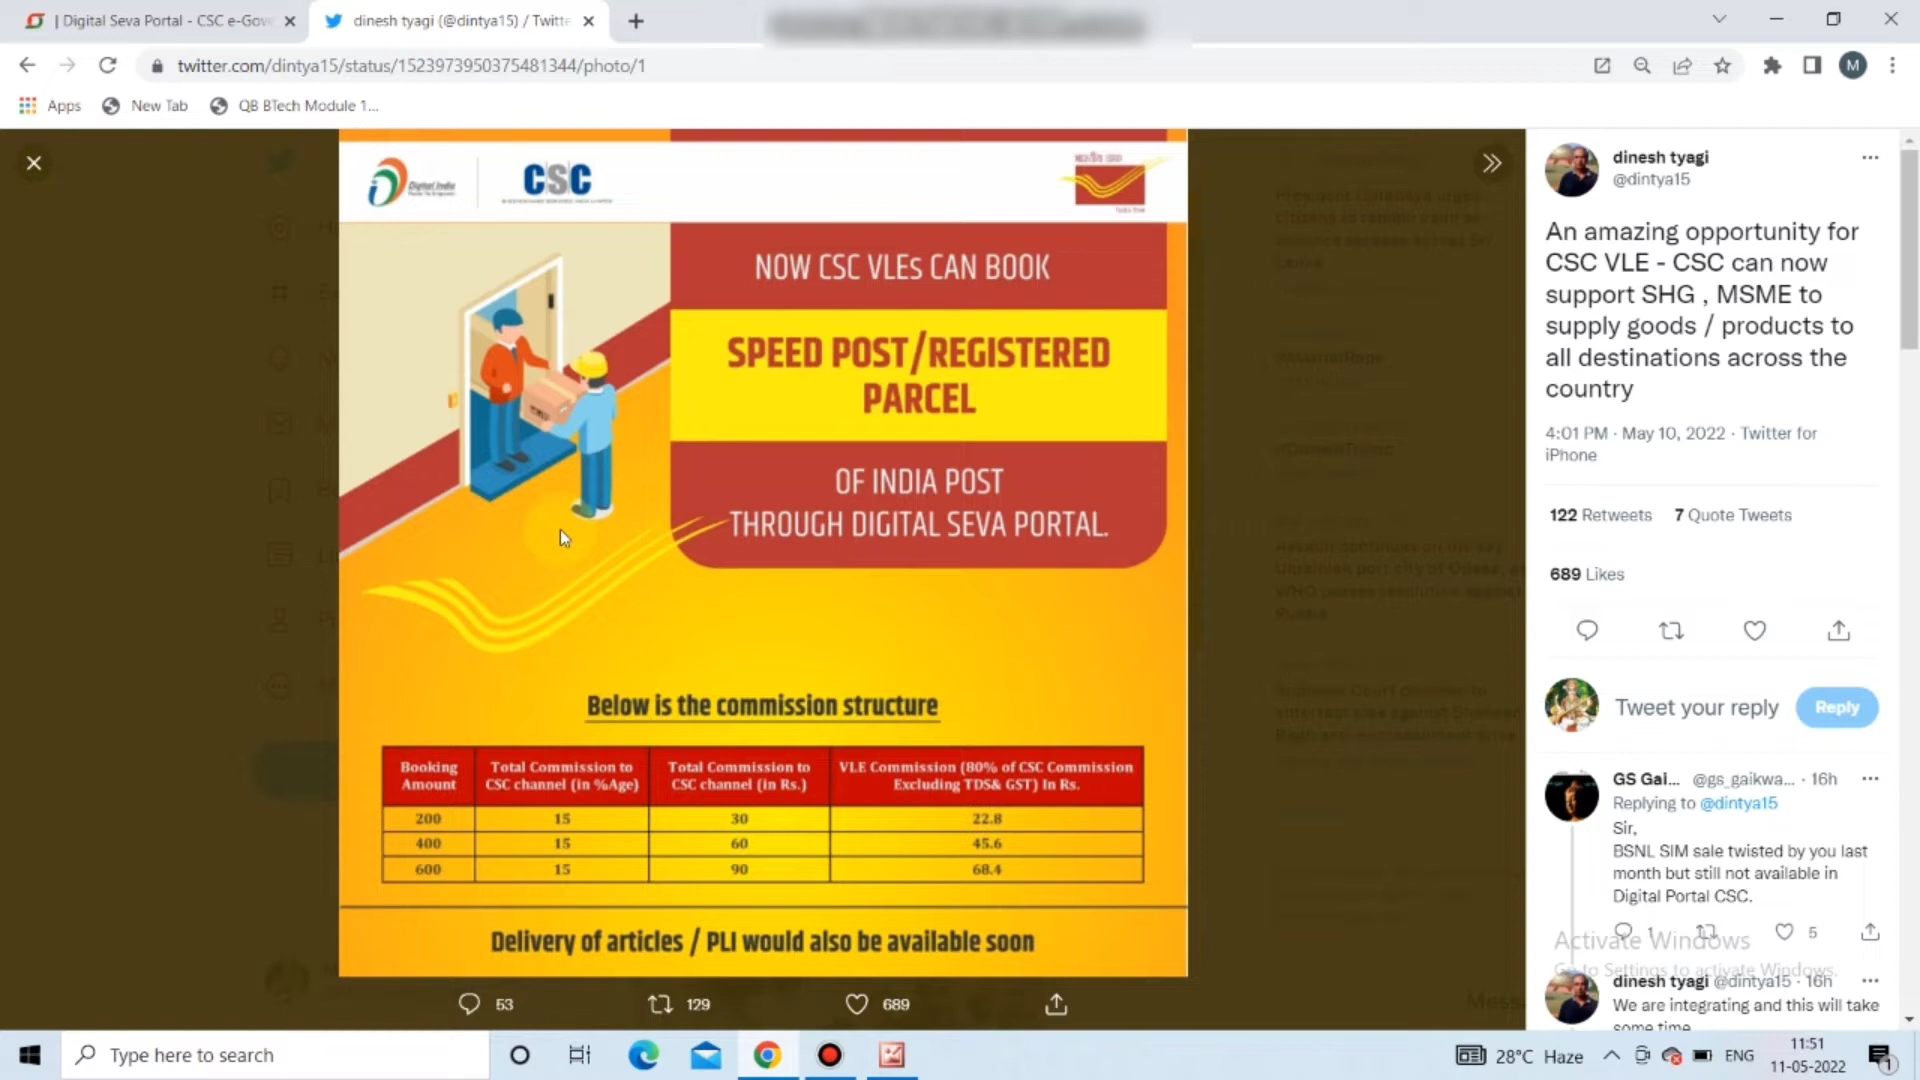 | Digital Seva Portal - CSC e-Gove
dinesh tyagi (@dintya15) / Twitte
twitter.com/dintya15/status/1523973950375481344/photo/1
M
Apps
New Tab
QB BTech Module 1...
Digital India
CSC
भारतीय डाक
India Post
NOW CSC VLEs CAN BOOK
SPEED POST/REGISTERED
PARCEL
OF INDIA POST
THROUGH DIGITAL SEVA PORTAL.
Below is the commission structure
Booking Amount
Total Commission to CSC channel (in %Age)
Total Commission to CSC channel (in Rs.)
VLE Commission (80% of CSC Commission Excluding TDS& GST) In Rs.
200 15 30 22.8
400 15 60 45.6
600 15 90 68.4
Delivery of articles / PLI would also be available soon
53 129 689
dinesh tyagi
@dintya15
An amazing opportunity for
CSC VLE - CSC can now
support SHG , MSME to
supply goods / products to
all destinations across the
country
4:01 PM · May 10, 2022 · Twitter for
iPhone
122 Retweets 7 Quote Tweets
689 Likes
Tweet your reply
Reply
GS Gai... @gs_gaikwa... · 16h
Replying to @dintya15
Sir,
BSNL SIM sale twisted by you last
month but still not available in
Digital Portal CSC.
1 5
Activate Windows
Go to Settings to activate Windows.
dinesh tyagi @dintya15 · 16h
We are integrating and this will take
some time
Type here to search
28°C Haze
ENG
11:51
11-05-2022
1